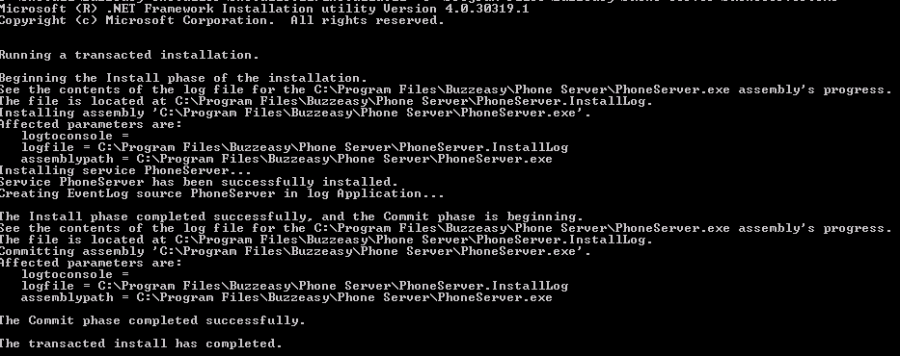 Microsoft (R) .NET Framework Installation utility Version 4.0.30319.1
Copyright (c) Microsoft Corporation.  All rights reserved.
Running a transacted installation.
Beginning the Install phase of the installation.
See the contents of the log file for the C:\Program Files\Buzzeasy\Phone Server\PhoneServer.exe assembly's progress.
The file is located at C:\Program Files\Buzzeasy\Phone Server\PhoneServer.InstallLog.
Installing assembly 'C:\Program Files\Buzzeasy\Phone Server\PhoneServer.exe'.
Affected parameters are:
   logtoconsole =
   logfile = C:\Program Files\Buzzeasy\Phone Server\PhoneServer.InstallLog
   assemblypath = C:\Program Files\Buzzeasy\Phone Server\PhoneServer.exe
Installing service PhoneServer...
Service PhoneServer has been successfully installed.
Creating EventLog source PhoneServer in log Application...
The Install phase completed successfully, and the Commit phase is beginning.
See the contents of the log file for the C:\Program Files\Buzzeasy\Phone Server\PhoneServer.exe assembly's progress.
The file is located at C:\Program Files\Buzzeasy\Phone Server\PhoneServer.InstallLog.
Committing assembly 'C:\Program Files\Buzzeasy\Phone Server\PhoneServer.exe'.
Affected parameters are:
   logtoconsole =
   logfile = C:\Program Files\Buzzeasy\Phone Server\PhoneServer.InstallLog
   assemblypath = C:\Program Files\Buzzeasy\Phone Server\PhoneServer.exe
The Commit phase completed successfully.
The transacted install has completed.